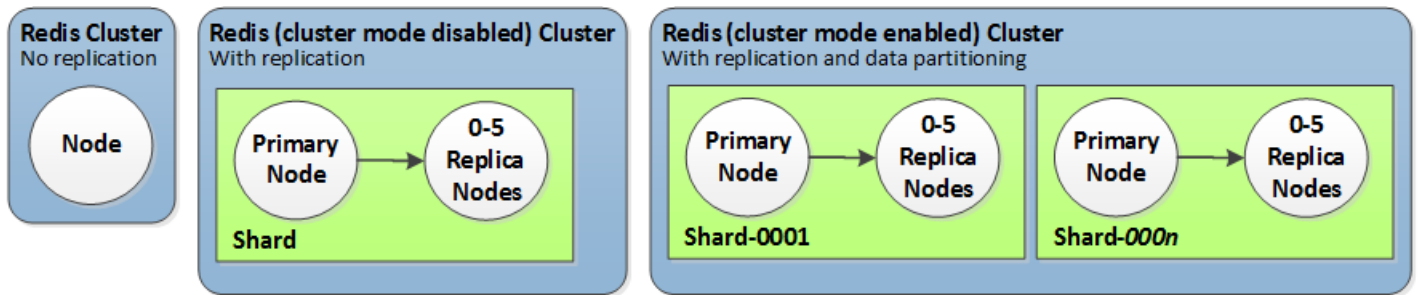 Redis Cluster
No replication
Node
Redis (cluster mode disabled) Cluster
With replication
Primary
Node
0-5
Replica
Nodes
Shard
Redis (cluster mode enabled) Cluster
With replication and data partitioning
Primary
Node
0-5
Replica
Nodes
Shard-0001
Primary
Node
0-5
Replica
Nodes
Shard-000n